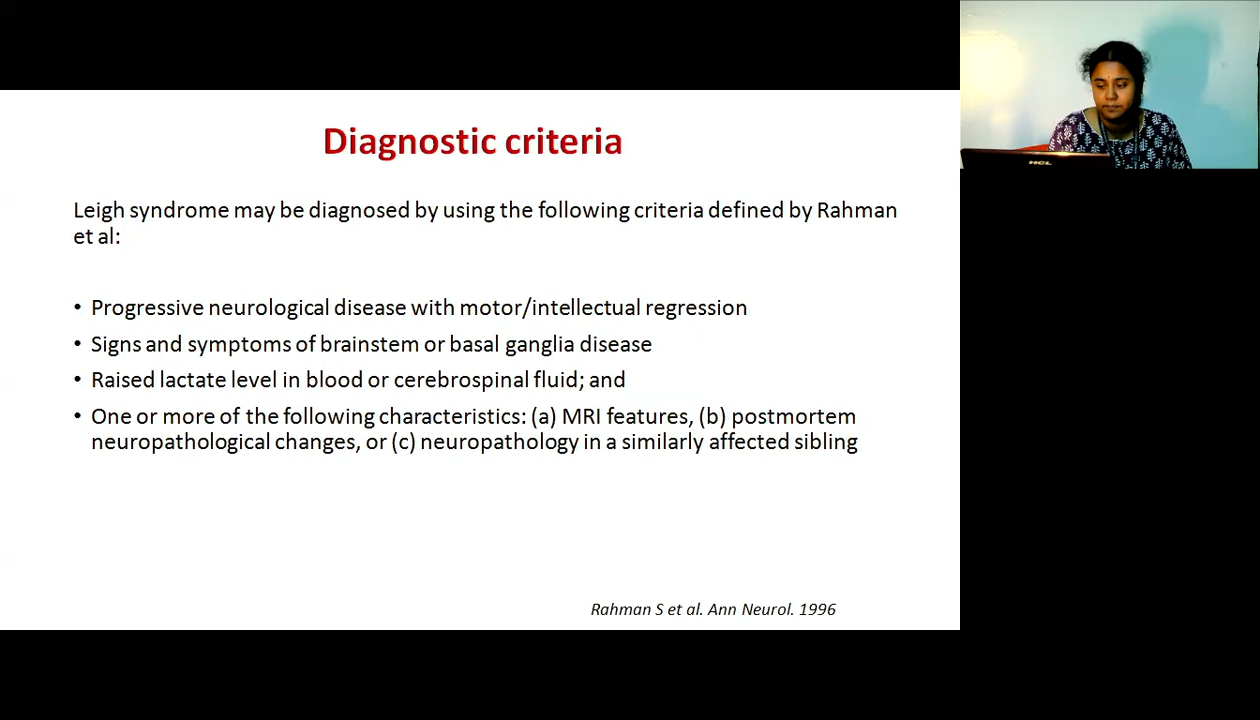 Diagnostic criteria
Leigh syndrome may be diagnosed by using the following criteria defined by Rahman
et al:
• Progressive neurological disease with motor/intellectual regression
• Signs and symptoms of brainstem or basal ganglia disease
• Raised lactate level in blood or cerebrospinal fluid; and
• One or more of the following characteristics: (a) MRI features, (b) postmortem
neuropathological changes, or (c) neuropathology in a similarly affected sibling
Rahman S et al. Ann Neurol. 1996
HCL